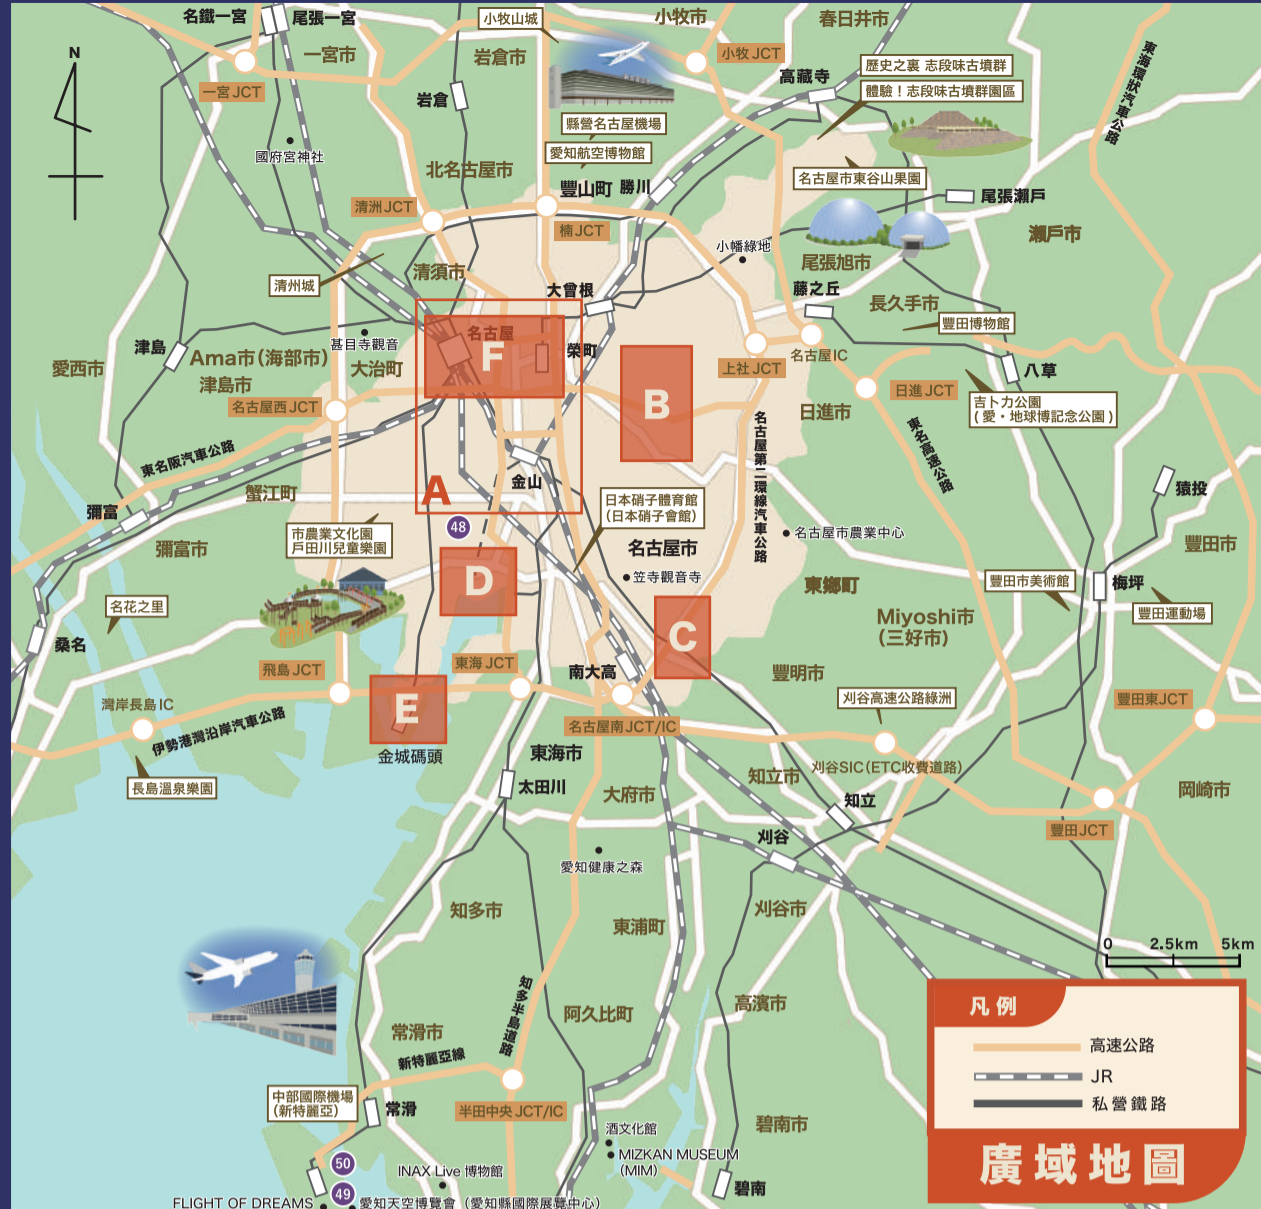 名鐵一宮
尾張一宮
小牧山城
小牧市
春日井市
N
一宮市
岩倉市
小牧JCT
歷史之裏 志段味古墳群
體驗！志段味古墳群園區
高藏寺
東海環狀汽車公路
一宮JCT
岩倉
國府宮神社
縣營名古屋機場
愛知航空博物館
北名古屋市
豐山町
勝川
名古屋市東谷山果園
尾張瀨戶
清洲JCT
楠JCT
小幡綠地
瀨戶市
清須市
尾張旭市
清州城
大曾根
藤之丘
長久手市
豐田博物館
名古屋
榮町
津島
甚目寺觀音
Ama市（海部市）
大治町
愛西市
津島市
F
B
上社JCT
名古屋IC
八草
日進JCT
吉卜力公園
（愛・地球博記念公園）
名古屋西JCT
日進市
東名阪汽車公路
名古屋第二環線汽車公路
東名高速公路
金山
A
蟹江町
彌富
彌富市
48
日本硝子體育館
（日本硝子會館）
猿投
市農業文化園
戶田川兒童樂園
名古屋市
名古屋市農業中心
豐田市
D
笠寺觀音寺
東鄉町
豐田市美術館
梅坪
豐田運動場
名花之里
Miyoshi市
（三好市）
C
桑名
飛島JCT
東海JCT
南大高
豐明市
刈谷高速公路綠洲
豐田東JCT
灣岸長島IC
伊勢港灣沿岸汽車公路
E
金城碼頭
名古屋南JCT/IC
東海市
刈谷SIC（ETC收費道路）
長島溫泉樂園
太田川
大府市
知立市
知立
岡崎市
豐田JCT
刈谷
愛知健康之森
知多市
東浦町
刈谷市
0 2.5km 5km
知多半島道路
阿久比町
高濱市
凡例
常滑市
新特麗亞線
高速公路
JR
私營鐵路
中部國際機場
（新特麗亞）
常滑
半田中央JCT/IC
碧南市
酒文化館
MIZKAN MUSEUM
（MIM）
廣域地圖
50
INAX Live 博物館
碧南
49
FLIGHT OF DREAMS
愛知天空博覽會（愛知縣國際展覽中心）